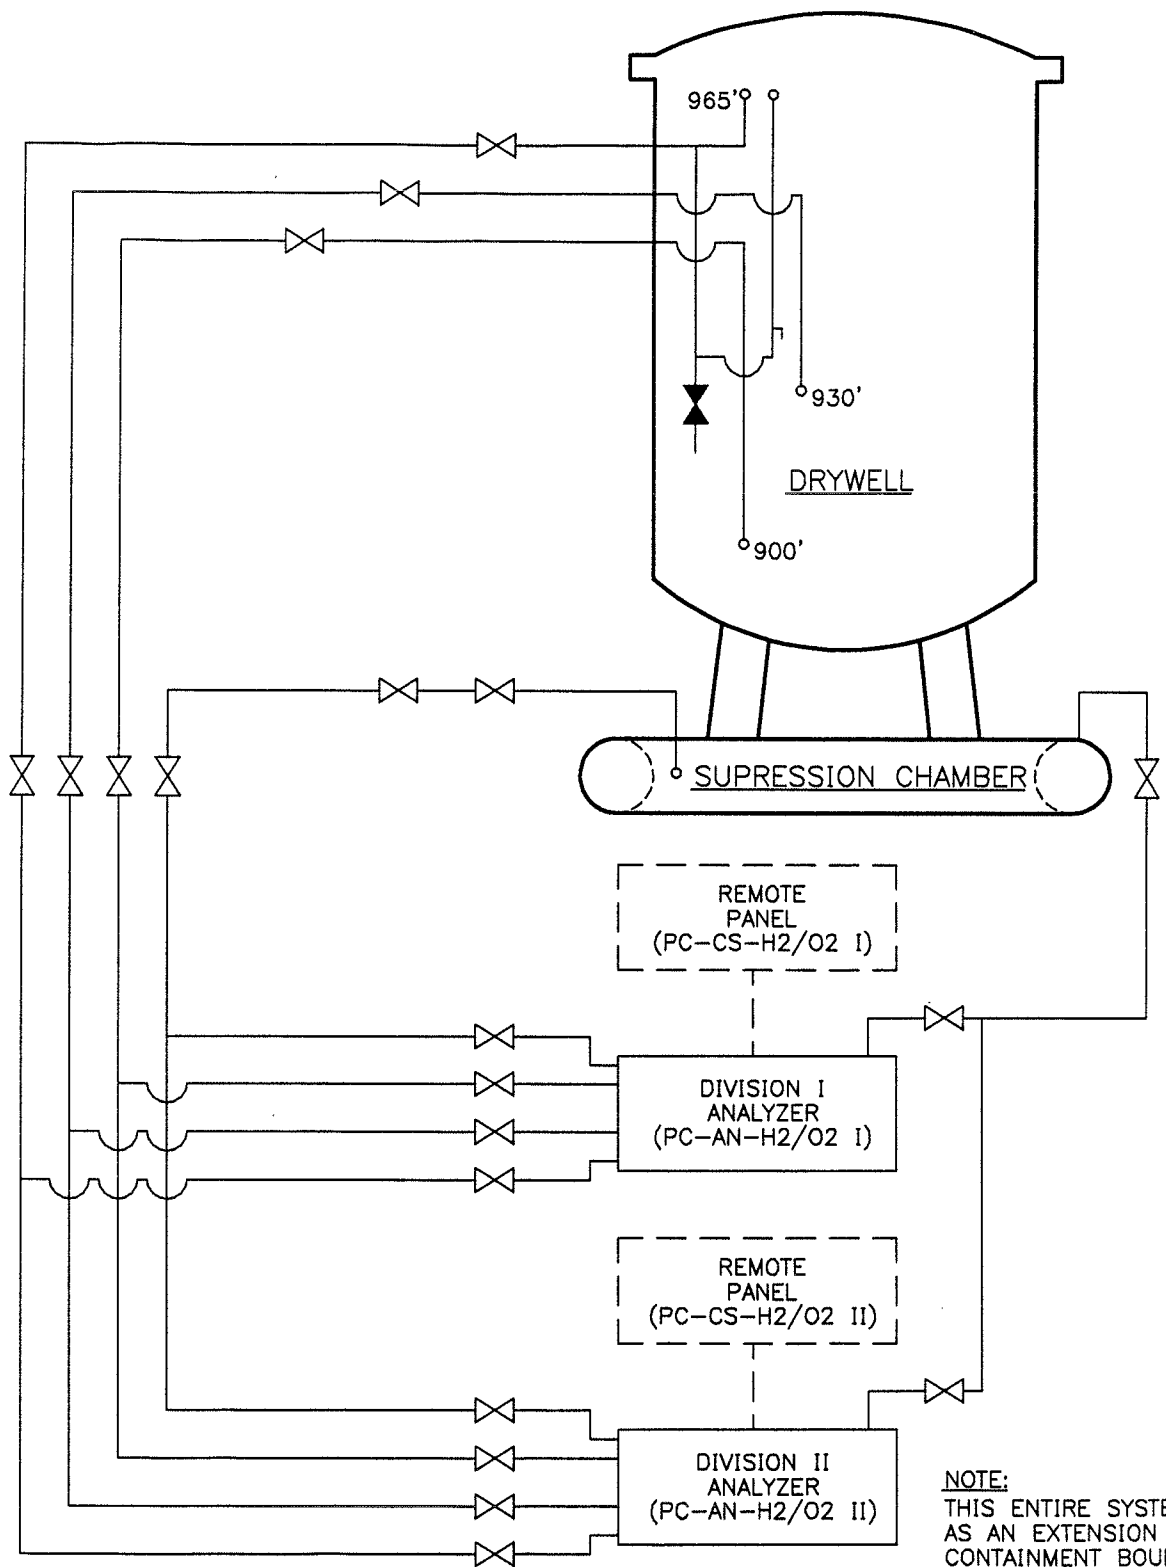 965'
930'
DRYWELL
900'
SUPRESSION CHAMBER
REMOTE
PANEL
(PC-CS-H2/O2 I)
DIVISION I
ANALYZER
(PC-AN-H2/O2 I)
REMOTE
PANEL
(PC-CS-H2/O2 II)
DIVISION II
ANALYZER
(PC-AN-H2/O2 II)
NOTE:
THIS ENTIRE
AS AN EXTENSION
CONTAINMENT